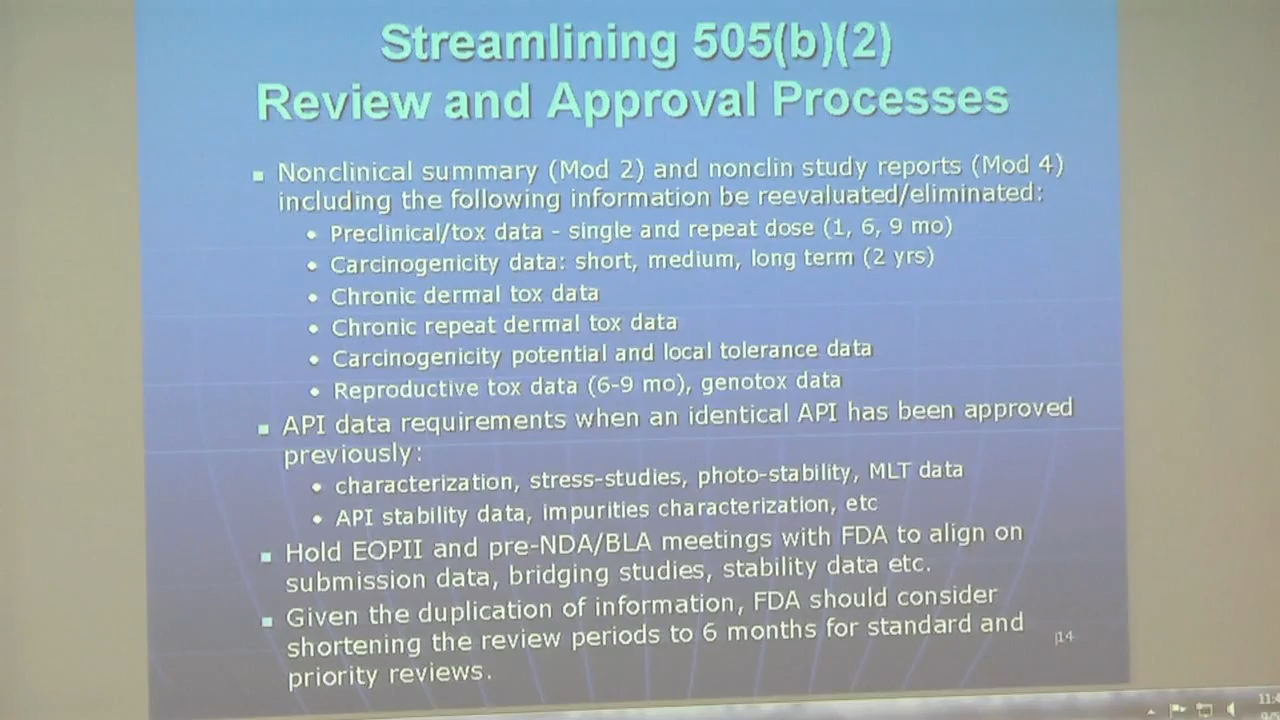 Streamlining 505(b)(2)
Review and Approval Processes
Nonclinical summary (Mod 2) and nonclin study reports (Mod 4)
including the following information be reevaluated/eliminated:
Preclinical/tox data - single and repeat dose (1, 6, 9 mo)
Carcinogenicity data: short, medium, long term (2 yrs)
Chronic dermal tox data
Chronic repeat dermal tox data
Carcinogenicity potential and local tolerance data
Reproductive tox data (6-9 mo), genotox data
API data requirements when an identical API has been approved
previously:
characterization, stress-studies, photo-stability, MLT data
API stability data, impurities characterization, etc
Hold EOPII and pre-NDA/BLA meetings with FDA to align on
submission data, bridging studies, stability data etc.
Given the duplication of information, FDA should consider
shortening the review periods to 6 months for standard and
priority reviews.
14